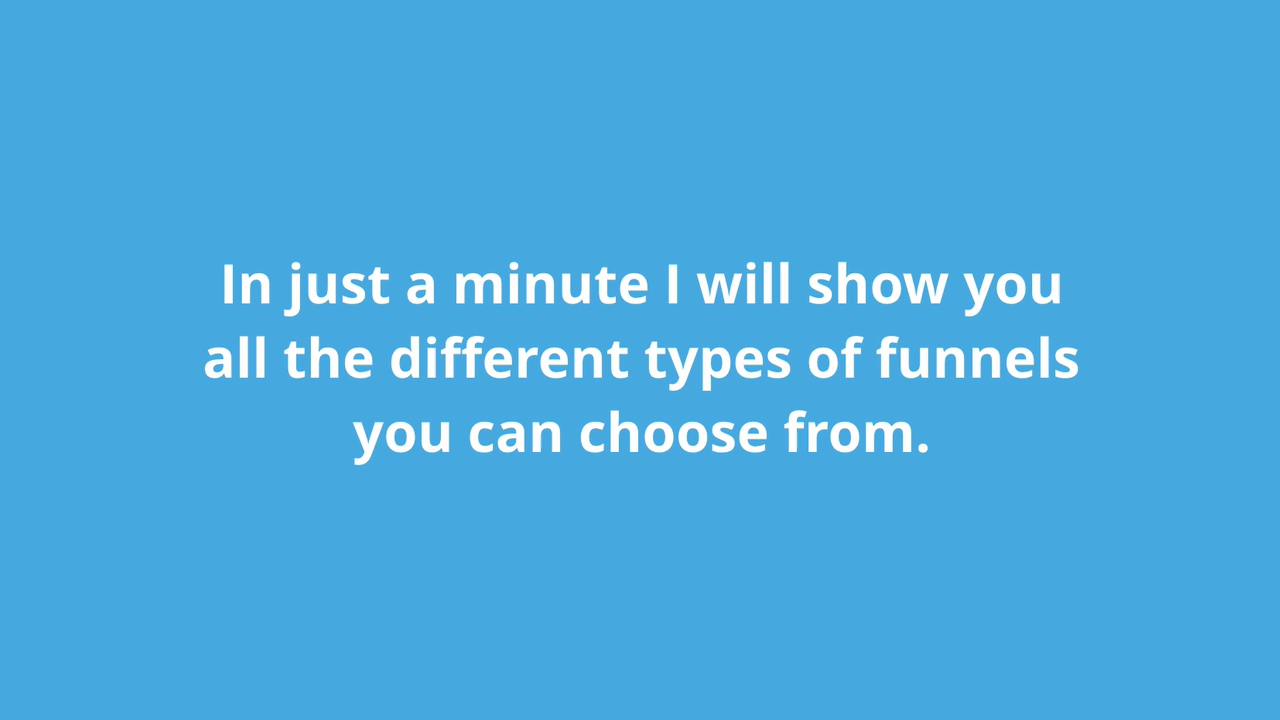 In just a minute I will show you
all the different types of funnels
you can choose from.